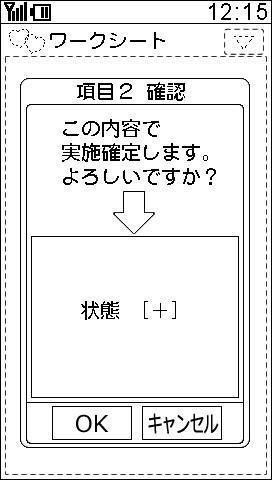 12:15
ワークシート
項目2 確認
この内容で
実施確定します。
よろしいですか?
状態 [+]
OK キャンセル